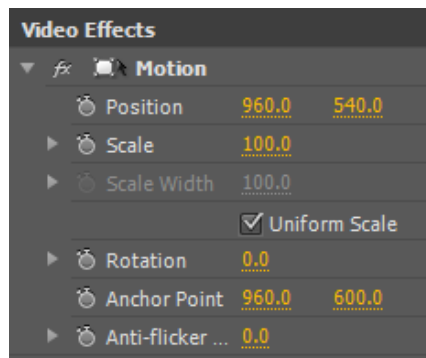 Video Effects
fx Motion
Position 960.0 540.0
Scale 100.0
Scale Width 100.0
Uniform Scale
Rotation 0.0
Anchor Point 960.0 600.0
Anti-flicker ... 0.0